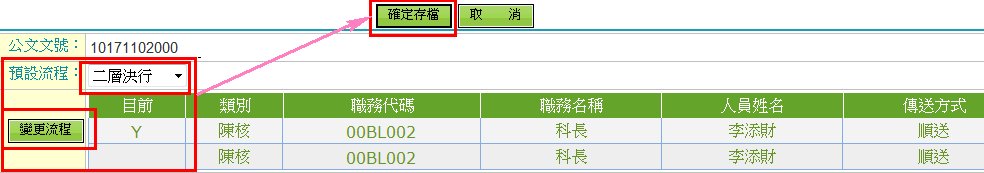 確定存檔 取 消
公文文號： 10171102000
預設流程： 二層決行
目前 類別 職務代碼 職務名稱 人員姓名 傳送方式
變更流程 Y 陳核 00BL002 科長 李添財 順送
陳核 00BL002 科長 李添財 順送